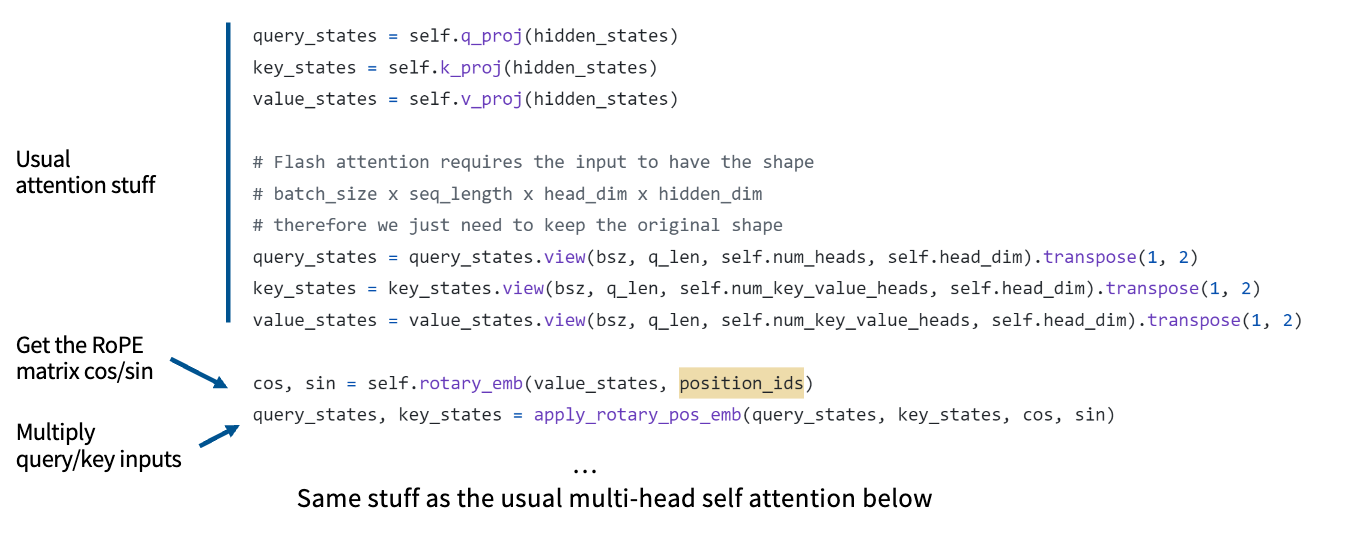 query_states = self.q_proj(hidden_states)
key_states = self.k_proj(hidden_states)
value_states = self.v_proj(hidden_states)
Usual
attention stuff
# Flash attention requires the input to have the shape
# batch_size x seq_length x head_dim x hidden_dim
# therefore we just need to keep the original shape
query_states = query_states.view(bsz, q_len, self.num_heads, self.head_dim).transpose(1, 2)
key_states = key_states.view(bsz, q_len, self.num_key_value_heads, self.head_dim).transpose(1, 2)
value_states = value_states.view(bsz, q_len, self.num_key_value_heads, self.head_dim).transpose(1, 2)
Get the RoPE
matrix cos/sin
cos, sin = self.rotary_emb(value_states, position_ids)
query_states, key_states = apply_rotary_pos_emb(query_states, key_states, cos, sin)
Multiply
query/key inputs
...
Same stuff as the usual multi-head self attention below